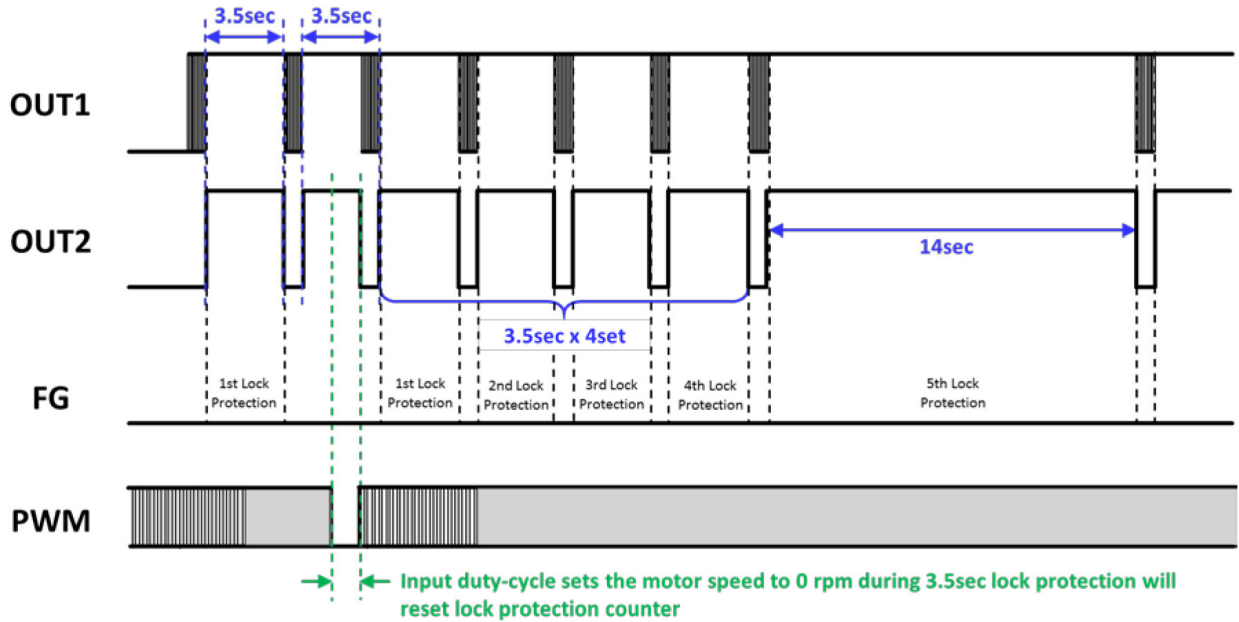 3.5sec 3.5sec
OUT1
OUT2
14sec
3.5sec x 4set
FG
1st Lock
Protection
1st Lock
Protection
2nd Lock
Protection
3rd Lock
Protection
4th Lock
Protection
5th Lock
Protection
PWM
Input duty-cycle sets the motor speed to 0 rpm during 3.5sec lock protection will
reset lock protection counter